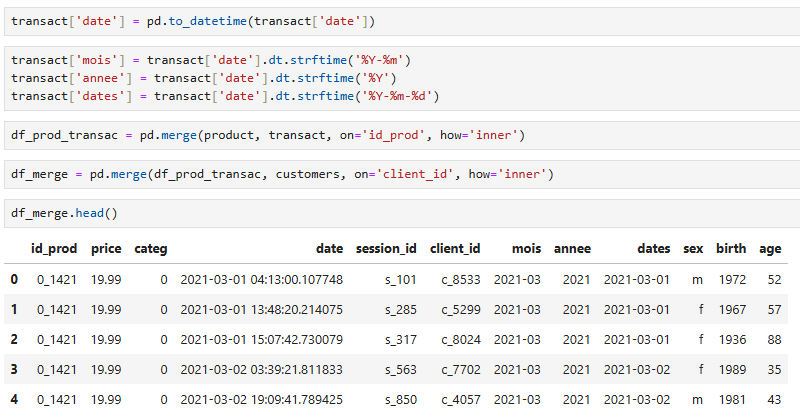 transact['date'] = pd.to_datetime(transact['date'])
transact['mois'] = transact['date'].dt.strftime('%Y-%m')
transact['annee'] = transact['date'].dt.strftime('%Y')
transact['dates'] = transact['date'].dt.strftime('%Y-%m-%d')
df_prod_transac = pd.merge(product, transact, on='id_prod', how='inner')
df_merge = pd.merge(df_prod_transac, customers, on='client_id', how='inner')
df_merge.head()
id_prod price categ date session_id client_id mois annee dates sex birth age
0 0_1421 19.99 0 2021-03-01 04:13:00.107748 s_101 c_8533 2021-03 2021 2021-03-01 m 1972 52
1 0_1421 19.99 0 2021-03-01 13:48:20.214075 s_285 c_5299 2021-03 2021 2021-03-01 f 1967 57
2 0_1421 19.99 0 2021-03-01 15:07:42.730079 s_317 c_8024 2021-03 2021 2021-03-01 f 1936 88
3 0_1421 19.99 0 2021-03-02 03:39:21.811833 s_563 c_7702 2021-03 2021 2021-03-02 f 1989 35
4 0_1421 19.99 0 2021-03-02 19:09:41.789425 s_850 c_4057 2021-03 2021 2021-03-02 m 1981 43